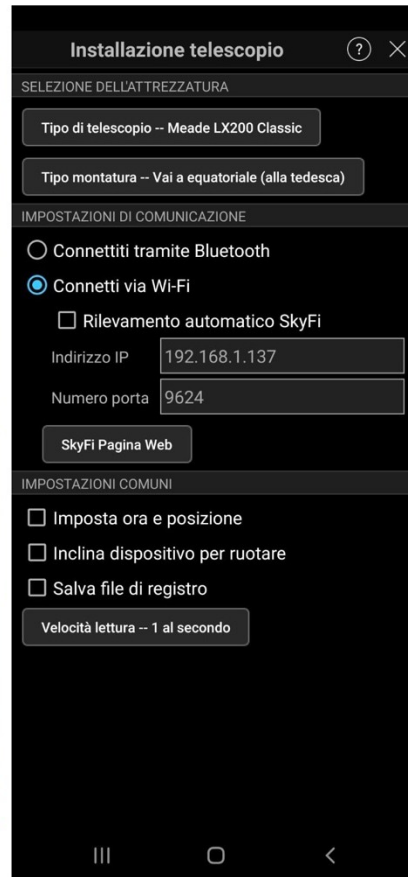 Installazione telescopio ?
SELEZIONE DELL'ATTREZZATURA
Tipo di telescopio -- Meade LX200 Classic
Tipo montatura -- Vai a equatoriale (alla tedesca)
IMPOSTAZIONI DI COMUNICAZIONE
Connettiti tramite Bluetooth
Connetti via Wi-Fi
Rilevamento automatico SkyFi
Indirizzo IP 192.168.1.137
Numero porta 9624
SkyFi Pagina Web
IMPOSTAZIONI COMUNI
Imposta ora e posizione
Inclina dispositivo per ruotare
Salva file di registro
Velocità lettura -- 1 al secondo